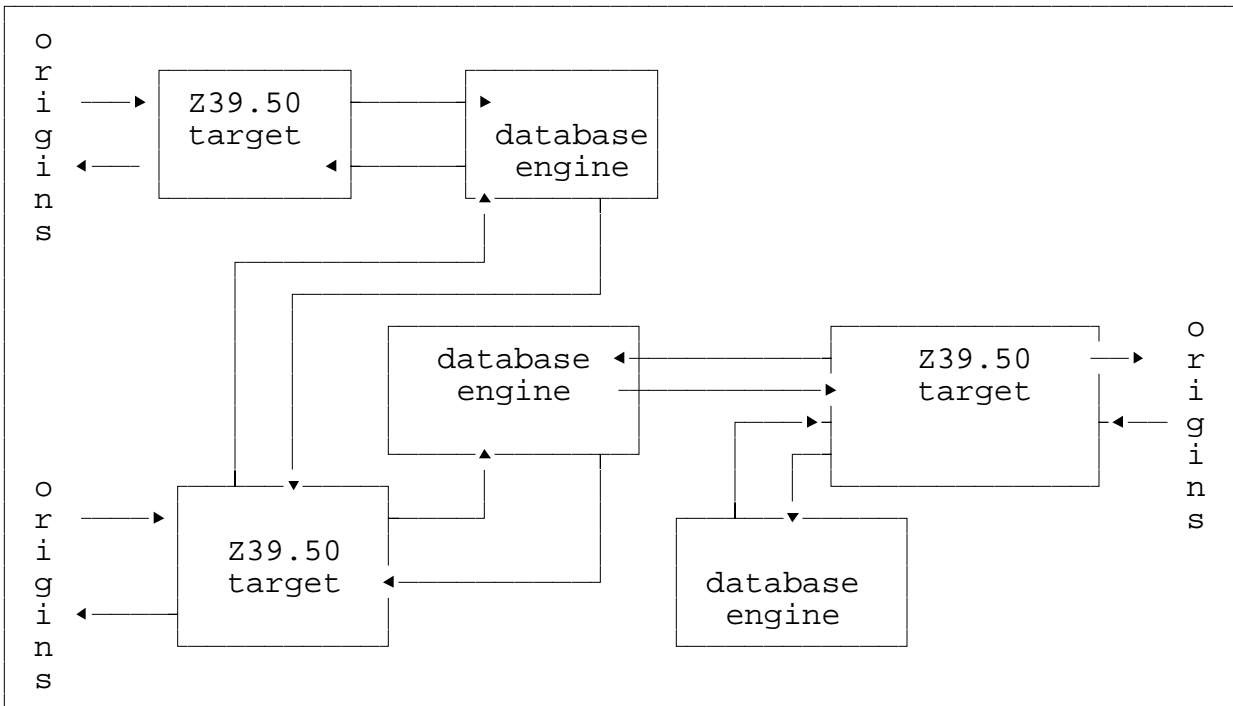 origins
Z39.50
target
database
engine
database
engine
Z39.50
target
origins
origins
Z39.50
target
database
engine